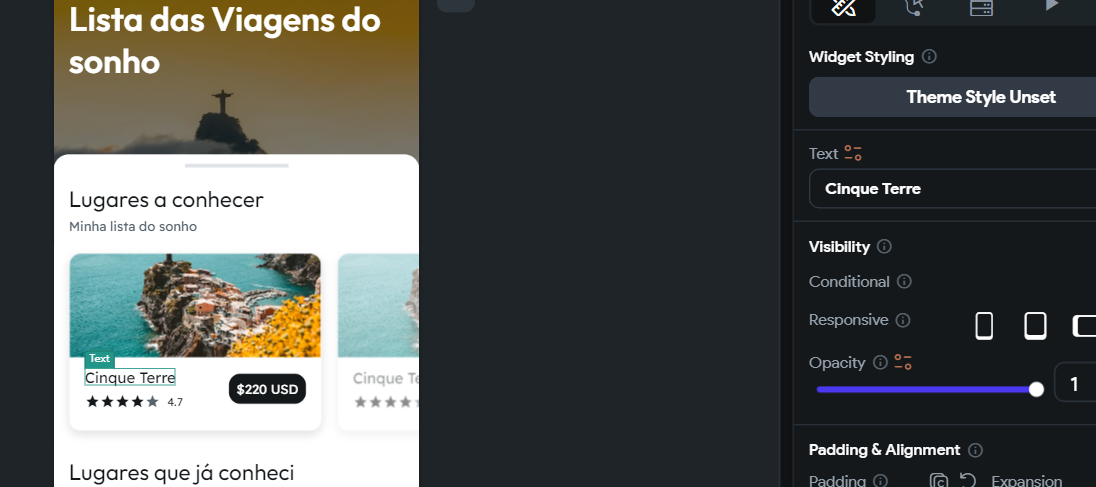 Lista das Viagens do
sonho
Lugares a conhecer
Minha lista do sonho
Text
Cinque Terre
$220 USD
4.7
Cinque Te
Lugares que já conheci
Widget Styling
Theme Style Unset
Text
CInque Terre
Visibility
Conditional
Responsive
Opacity
1
Padding & Alignment
Padding
Expansion